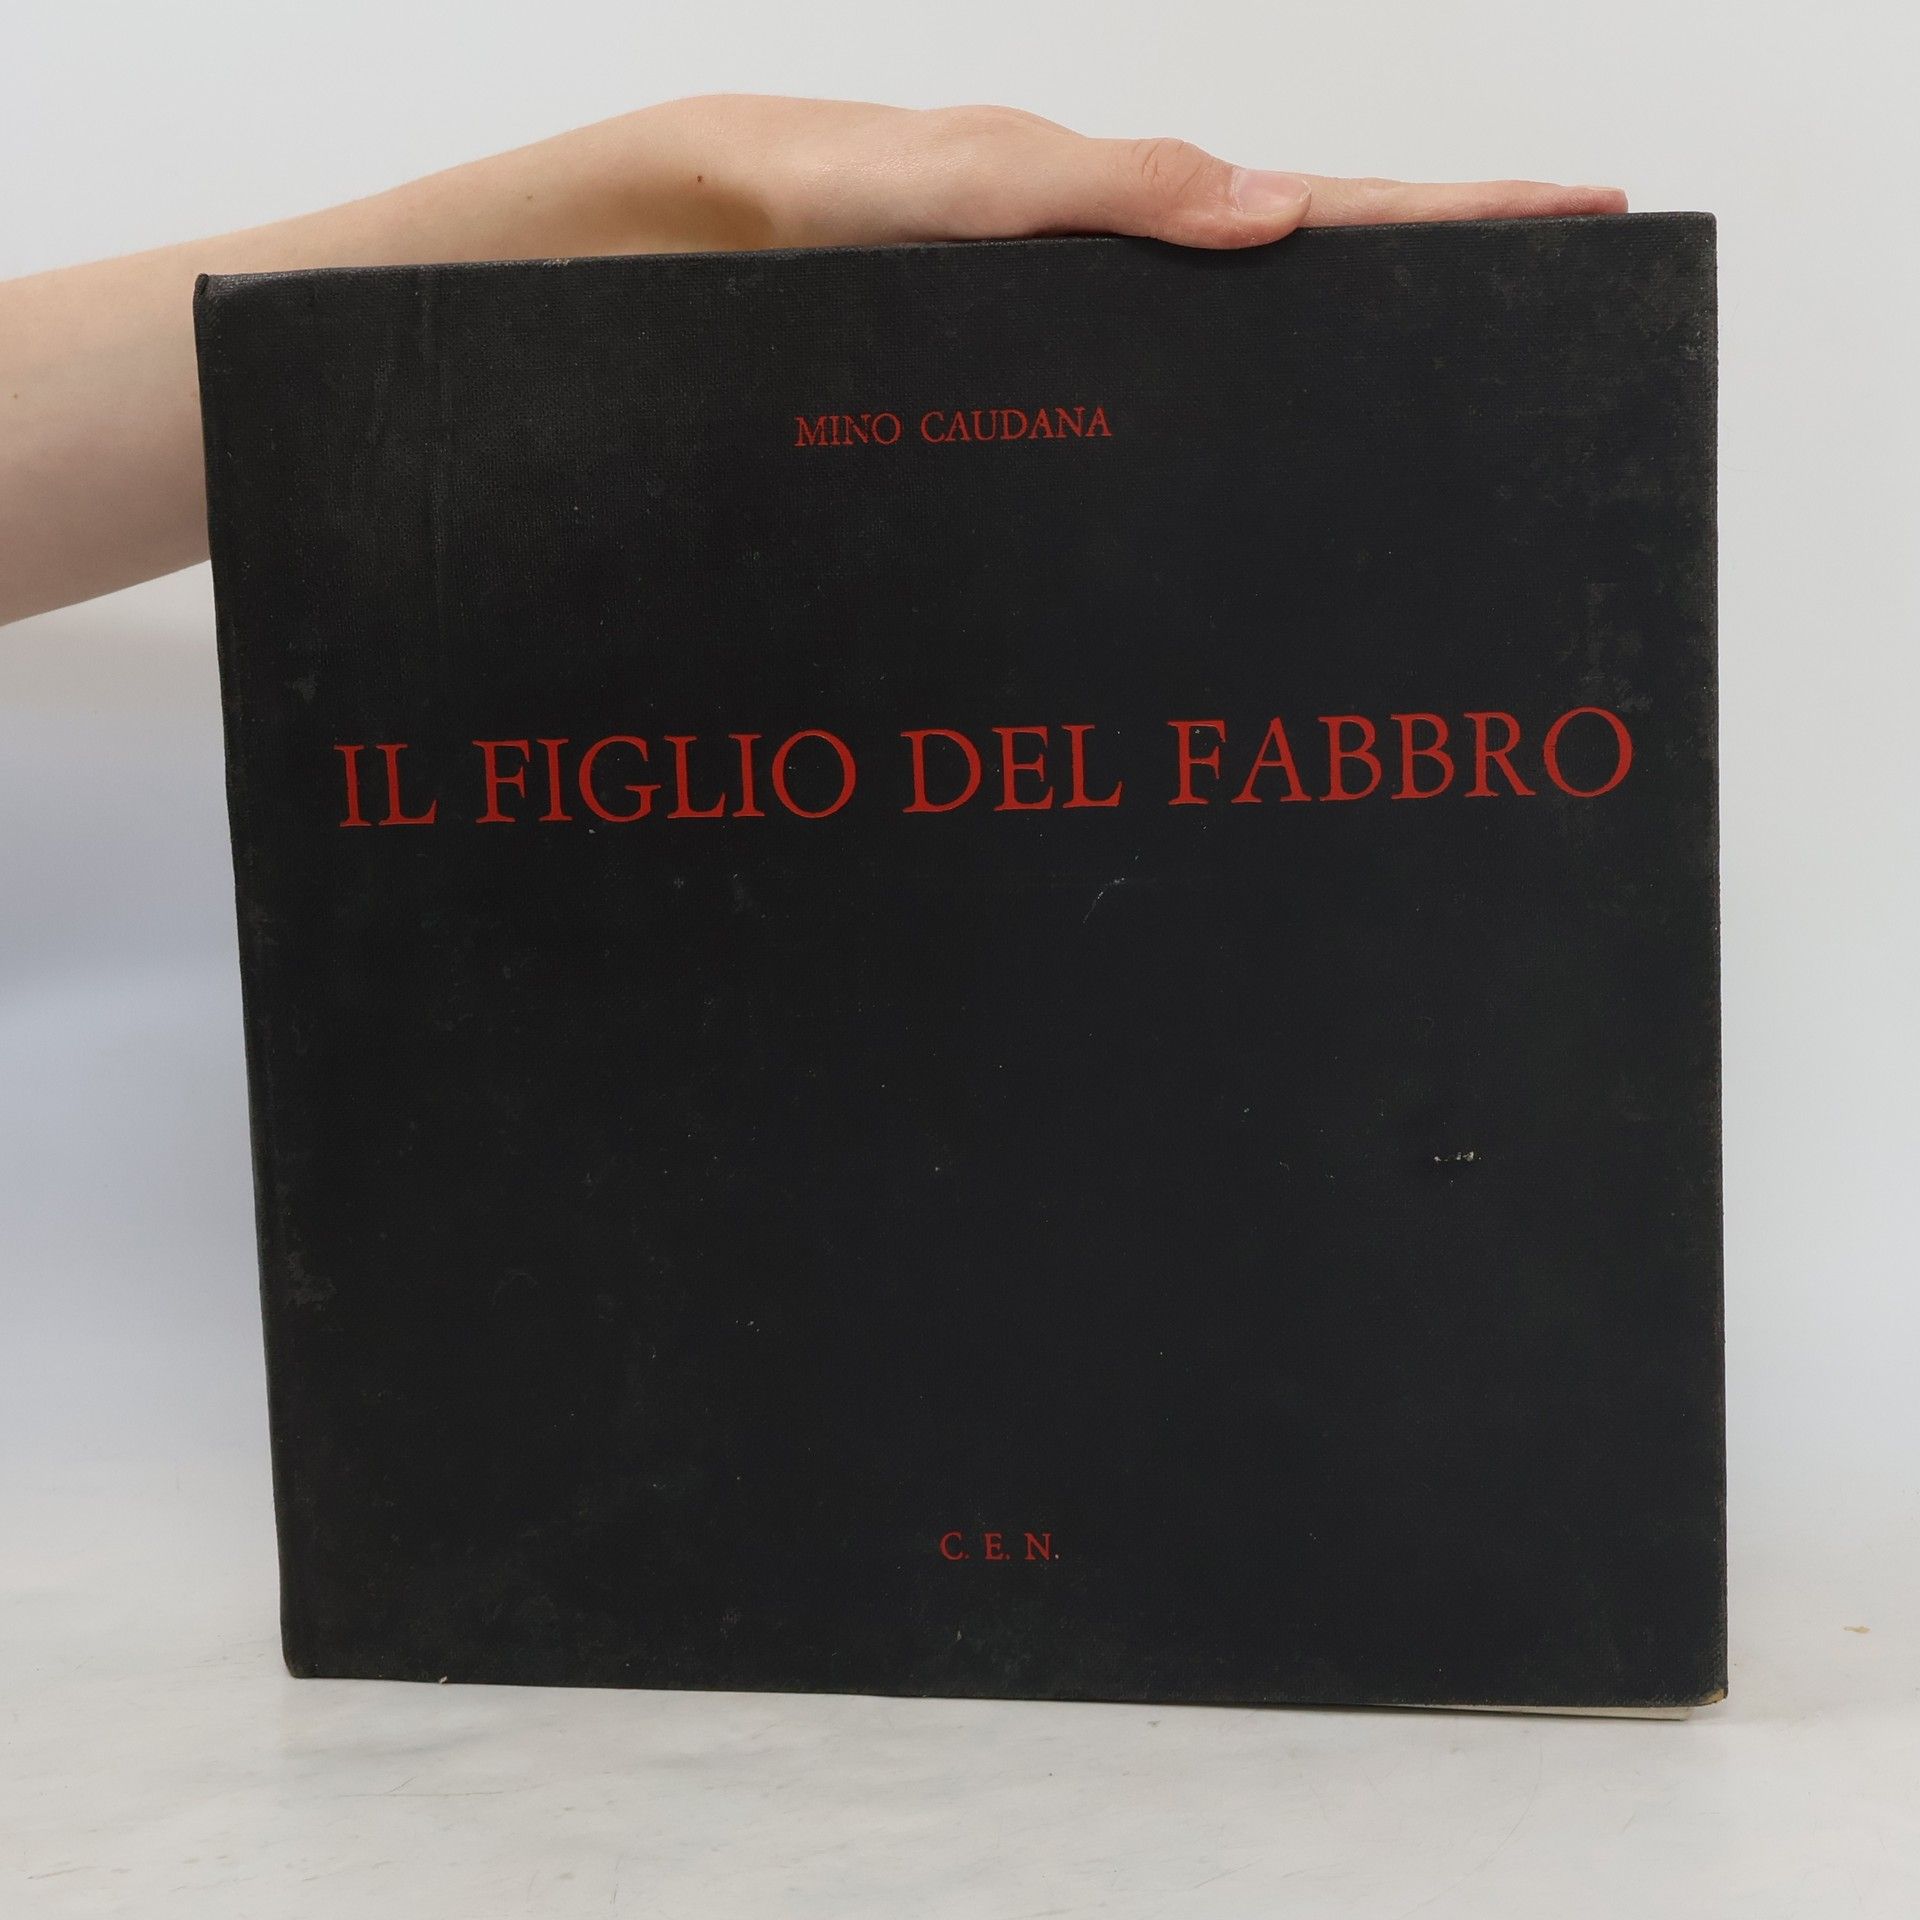 MINO CAUDANA
IL FIGLIO DEL FABBRO
C. E. N.